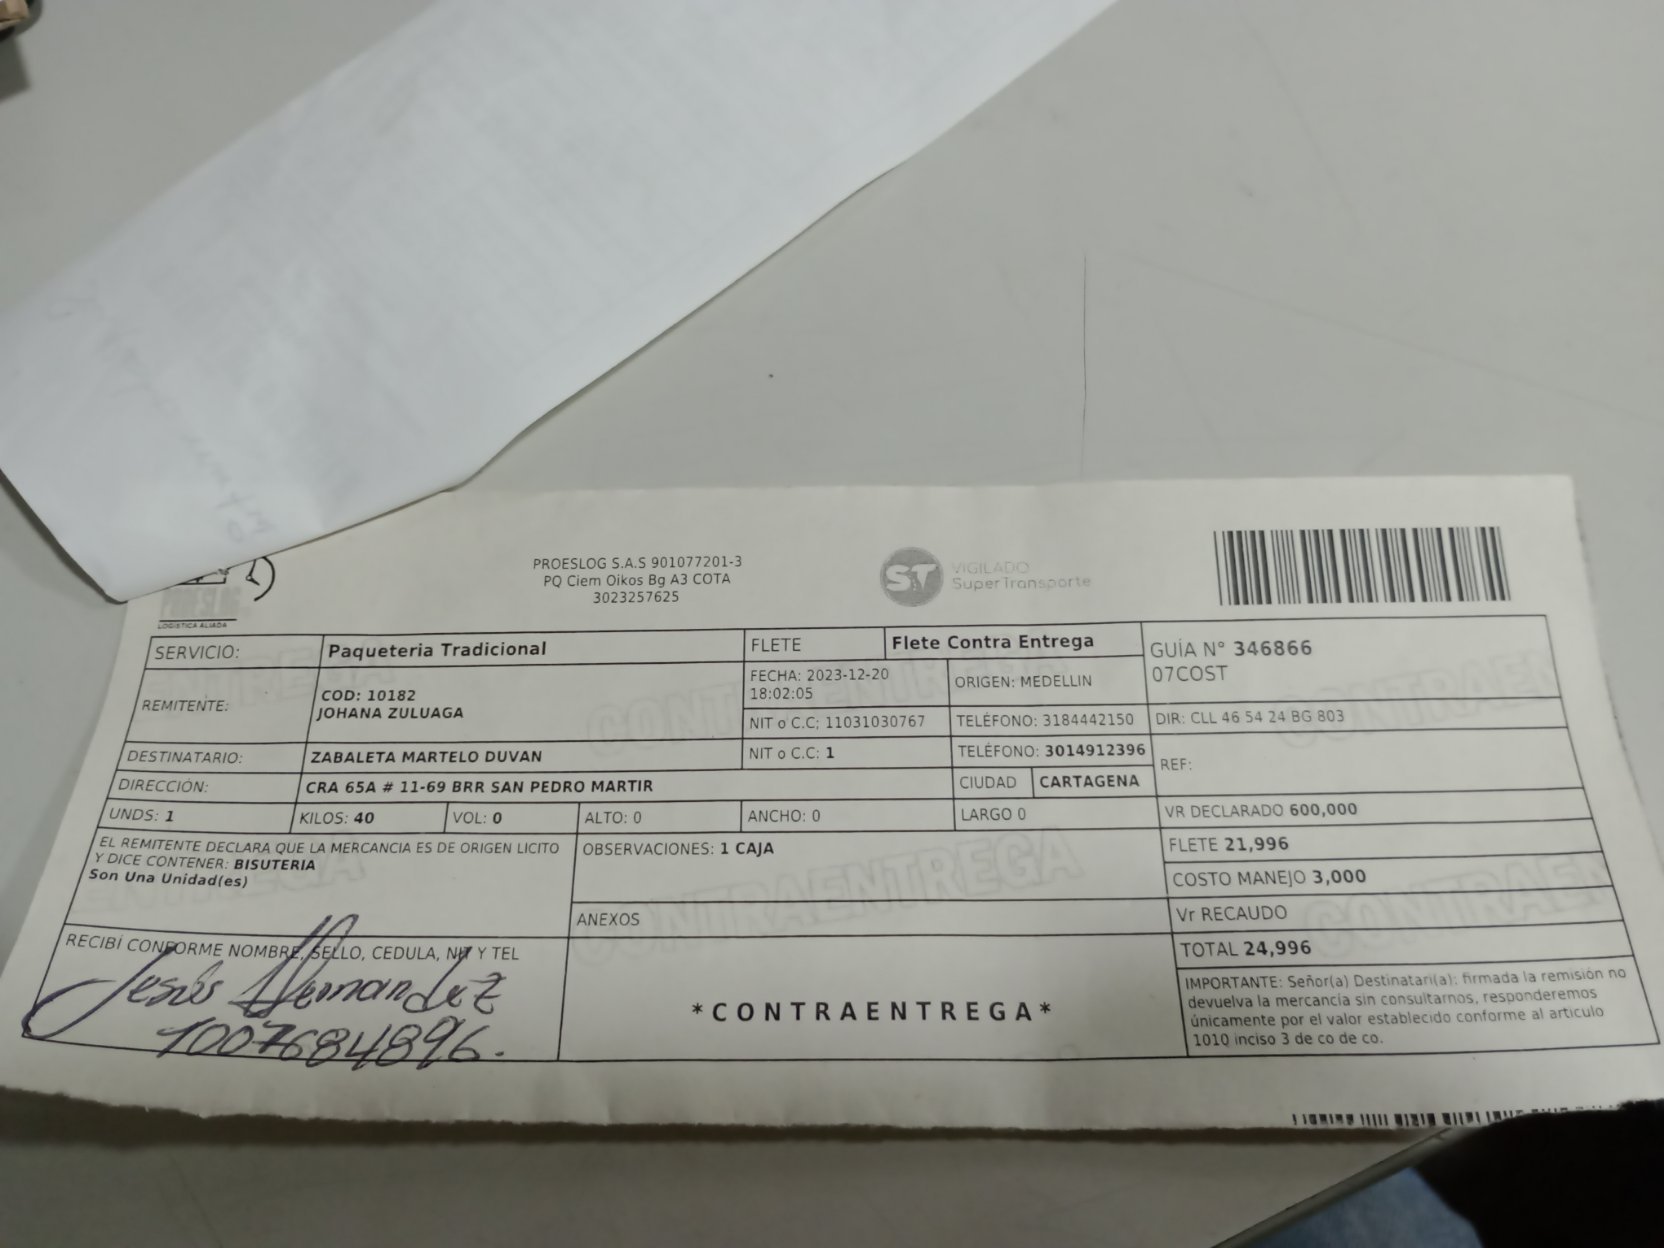 LOGÍSTICA ALIADA
PROESLOG S.A.S 901077201-3
PQ Ciem Oikos Bg A3 COTA
3023257625
ST
VIGILADO
SuperTransporte
SERVICIO: Paqueteria Tradicional FLETE Flete Contra Entrega
GUÍA N° 346866
07COST
REMITENTE: COD: 10182
JOHANA ZULUAGA
FECHA: 2023-12-20
18:02:05
ORIGEN: MEDELLIN
NIT o C.C: 11031030767 TELÉFONO: 3184442150 DIR: CLL 46 54 24 BG 803
DESTINATARIO: ZABALETA MARTELO DUVAN NIT o C.C: 1 TELÉFONO: 3014912396
REF:
DIRECCIÓN: CRA 65A # 11-69 BRR SAN PEDRO MARTIR CIUDAD CARTAGENA
UNDS: 1 KILOS: 40 VOL: 0 ALTO: 0 ANCHO: 0 LARGO 0 VR DECLARADO 600,000
EL REMITENTE DECLARA QUE LA MERCANCIA ES DE ORIGEN LICITO
Y DICE CONTENER: BISUTERIA
Son Una Unidad(es)
OBSERVACIONES: 1 CAJA
FLETE 21,996
COSTO MANEJO 3,000
ANEXOS
Vr RECAUDO
TOTAL 24,996
RECIBÍ CONFORME NOMBRE, SELLO, CEDULA, NIT Y TEL
Jesús Hernandez
1007684896.
*CONTRAENTREGA*
IMPORTANTE: Señor(a) Destinatari(a): firmada la remisión no
devuelva la mercancía sin consultarnos, responderemos
únicamente por el valor establecido conforme al articulo
1010 inciso 3 de co de co.